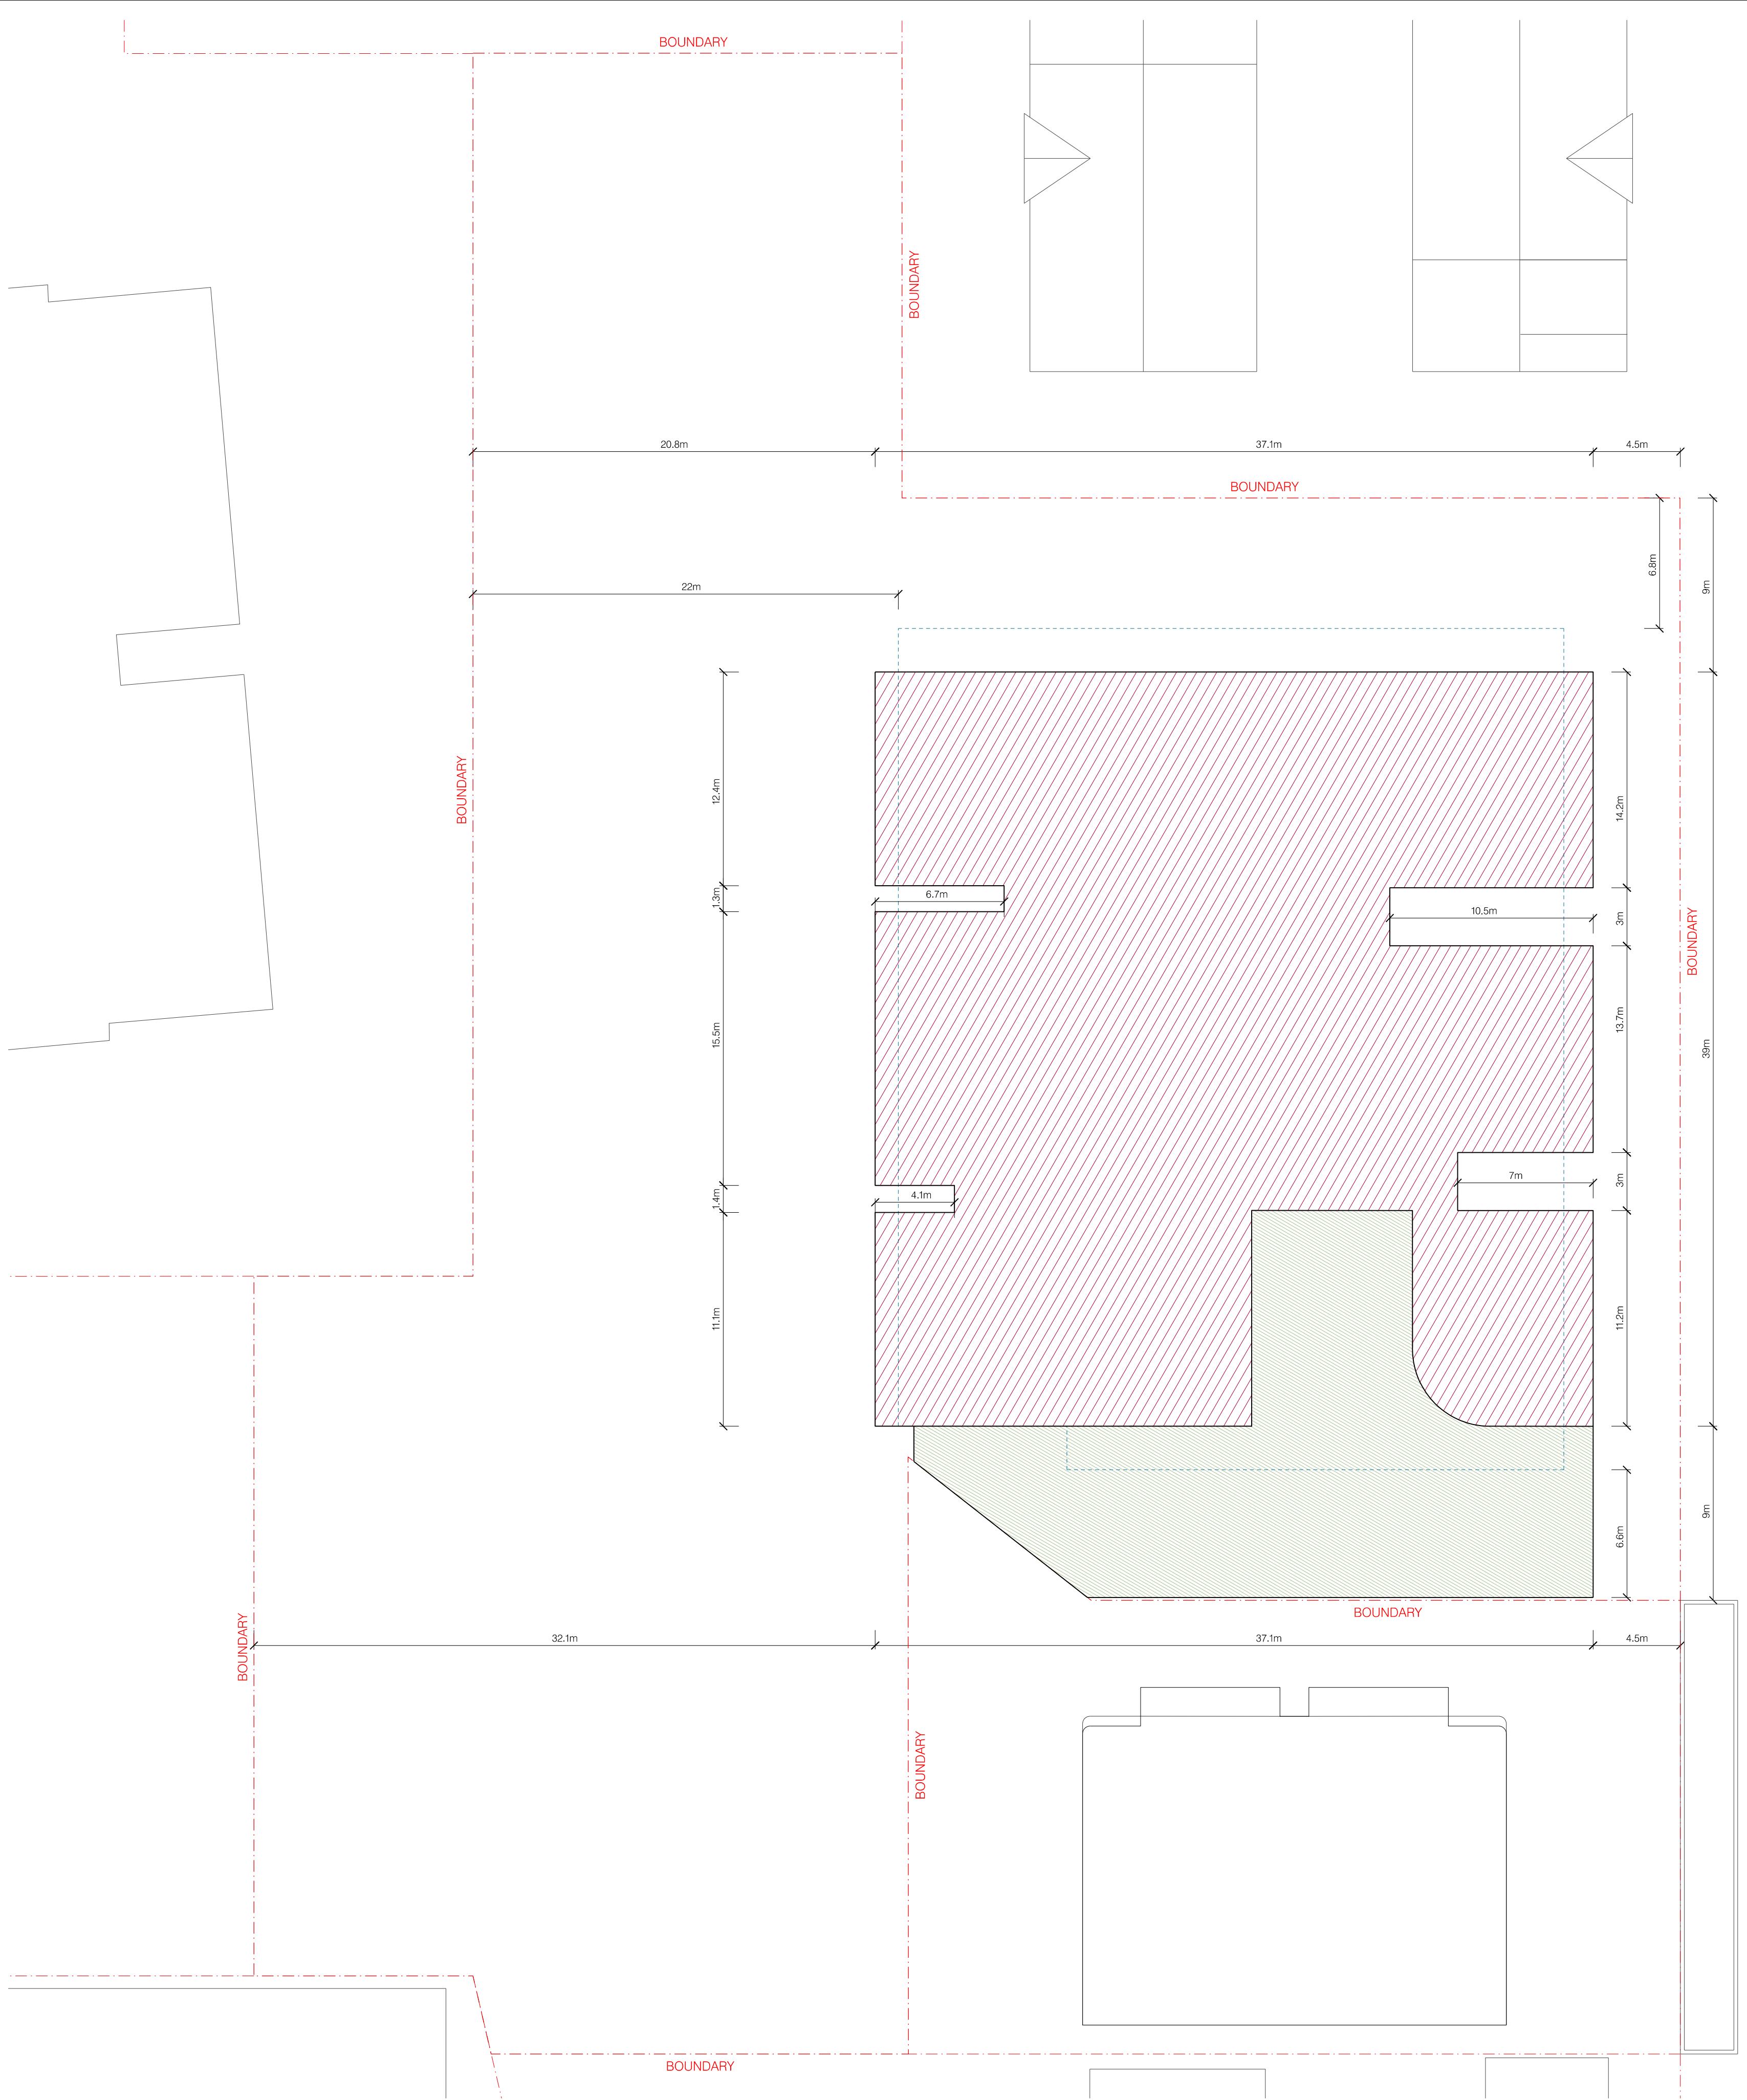 BOUNDARY
BOUNDARY
20.8m
37.1m
4.5m
BOUNDARY
6.8m
9m
22m
12.4m
14.2m
BOUNDARY
1.3m
6.7m
10.5m
3m
BOUNDARY
15.5m
13.7m
39m
7m
3m
1.4m
4.1m
11.1m
11.2m
9m
6.6m
BOUNDARY
BOUNDARY
32.1m
37.1m
4.5m
BOUNDARY
BOUNDARY